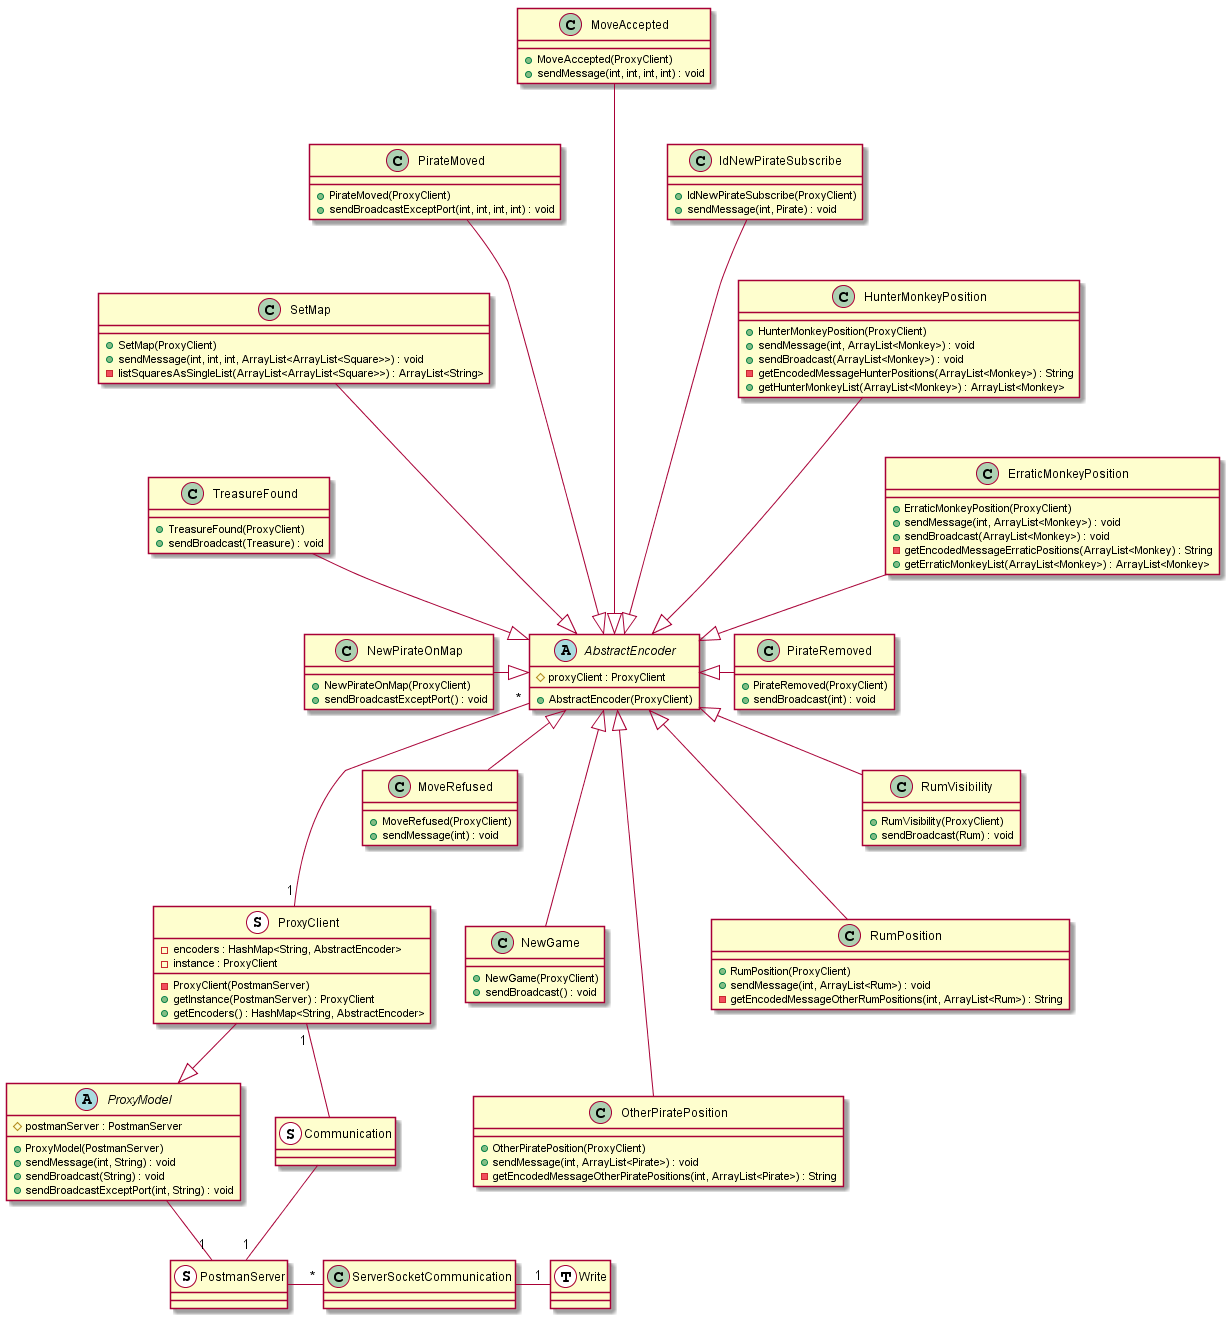 C MoveAccepted
MoveAccepted(ProxyClient)
sendMessage(int, int, int, int) : void
C PirateMoved
PirateMoved(ProxyClient)
sendBroadcastExceptPort(int, int, int, int) : void
C IdNewPirateSubscribe
IdNewPirateSubscribe(ProxyClient)
sendMessage(int, Pirate) : void
C SetMap
SetMap(ProxyClient)
sendMessage(int, int, int, ArrayList<ArrayList<Square>>) : void
listSquaresAsSingleList(ArrayList<ArrayList<Square>>) : ArrayList<String>
C HunterMonkeyPosition
HunterMonkeyPosition(ProxyClient)
sendMessage(int, ArrayList<Monkey>) : void
sendBroadcast(ArrayList<Monkey>) : void
getEncodedMessageHunterPositions(ArrayList<Monkey>) : String
getHunterMonkeyList(ArrayList<Monkey>) : ArrayList<Monkey>
C TreasureFound
TreasureFound(ProxyClient)
sendBroadcast(Treasure) : void
C ErraticMonkeyPosition
ErraticMonkeyPosition(ProxyClient)
sendMessage(int, ArrayList<Monkey>) : void
sendBroadcast(ArrayList<Monkey>) : void
getEncodedMessageErraticPositions(ArrayList<Monkey) : String
getErraticMonkeyList(ArrayList<Monkey>) : ArrayList<Monkey>
C NewPirateOnMap
NewPirateOnMap(ProxyClient)
sendBroadcastExceptPort() : void
A AbstractEncoder
proxyClient : ProxyClient
AbstractEncoder(ProxyClient)
C PirateRemoved
PirateRemoved(ProxyClient)
sendBroadcast(int) : void
*
C MoveRefused
MoveRefused(ProxyClient)
sendMessage(int) : void
C RumVisibility
RumVisibility(ProxyClient)
sendBroadcast(Rum) : void
1
S ProxyClient
encoders : HashMap<String, AbstractEncoder>
instance : ProxyClient
ProxyClient(PostmanServer)
getInstance(PostmanServer) : ProxyClient
getEncoders() : HashMap<String, AbstractEncoder>
C NewGame
NewGame(ProxyClient)
sendBroadcast() : void
C RumPosition
RumPosition(ProxyClient)
sendMessage(int, ArrayList<Rum>) : void
getEncodedMessageOtherRumPositions(int, ArrayList<Rum>) : String
1
A ProxyModel
postmanServer : PostmanServer
ProxyModel(PostmanServer)
sendMessage(int, String) : void
sendBroadcast(String) : void
sendBroadcastExceptPort(int, String) : void
S Communication
C OtherPiratePosition
OtherPiratePosition(ProxyClient)
sendMessage(int, ArrayList<Pirate>) : void
getEncodedMessageOtherPiratePositions(int, ArrayList<Pirate>) : String
1
1
S PostmanServer
*
C ServerSocketCommunication
1
T Write